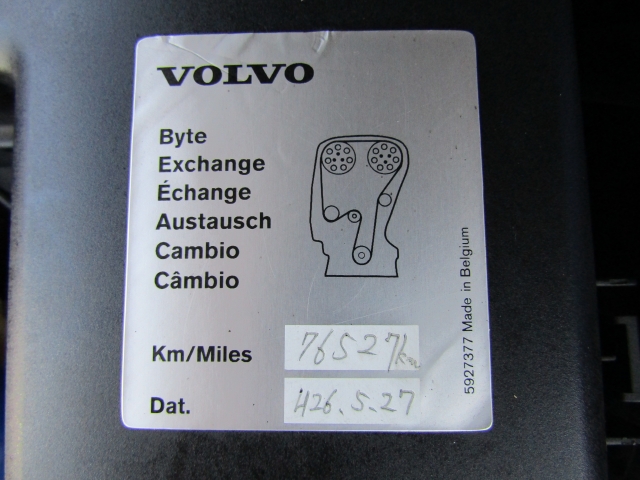 VOLVO
Byte
Exchange
Échange
Austausch
Cambio
Câmbio
Km/Miles 76527km
Dat. H26.5.27
5927377 Made in Belgium